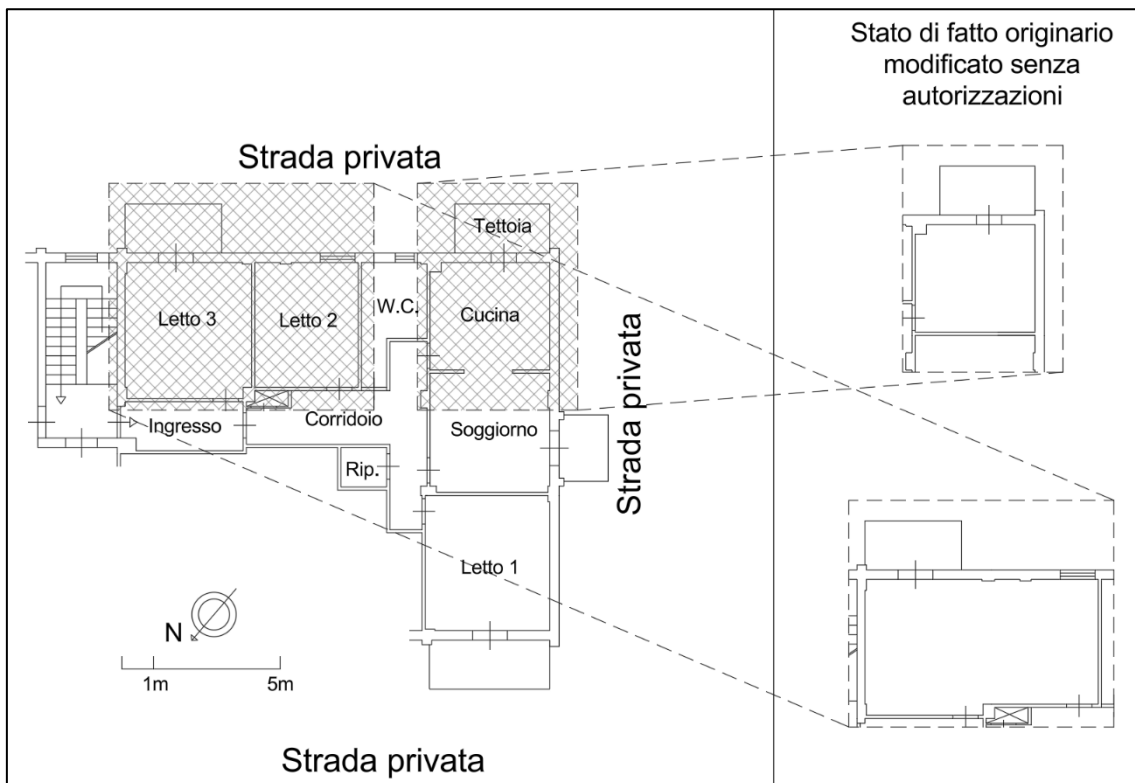 Stato di fatto originario
modificato senza
autorizzazioni
Strada privata
Tettoia
Letto 3
Letto 2
W.C.
Cucina
Strada privata
Ingresso
Corridoio
Soggiorno
Rip.
Letto 1
N
1m
5m
Strada privata